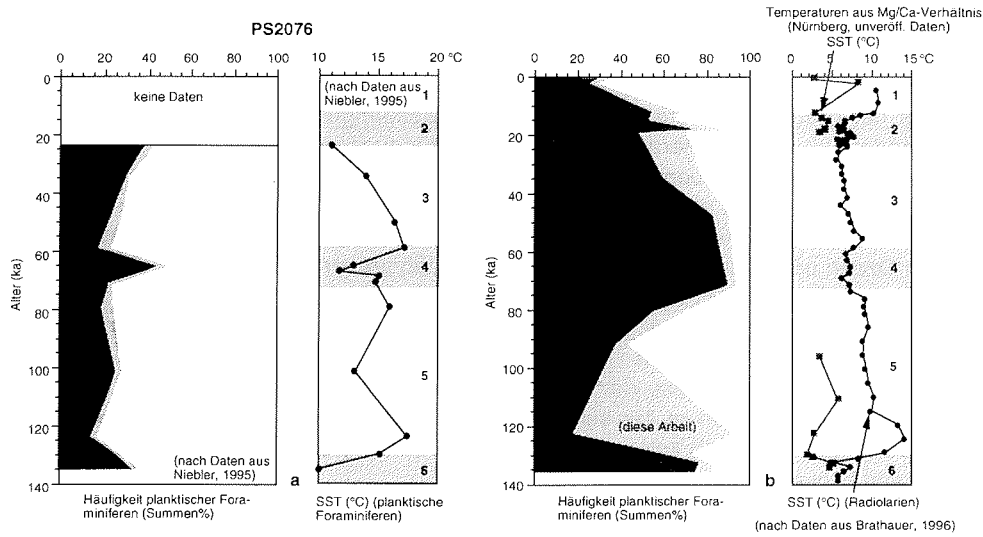 PS2076
Temperaturen aus Mg/Ca-Verhältnis
(Nürnberg, unveröff. Daten)
SST (°C)
0 20 40 60 80 100
10 15 20 °C
0 20 40 60 80 100
0 5 10 15 °C
Alter (ka)
0
20
40
60
80
100
120
140
keine Daten
(nach Daten aus
Niebler, 1995)
Häufigkeit planktischer Fora-
miniferen (Summen%)
a
(nach Daten aus
Niebler, 1995)
1
2
3
4
5
6
SST (°C) (planktische
Foraminiferen)
Alter (ka)
0
20
40
60
80
100
120
140
(diese Arbeit)
Häufigkeit planktischer Fora-
miniferen (Summen%)
b
1
2
3
4
5
6
SST (°C) (Radiolarien)
(nach Daten aus Brathauer, 1996)